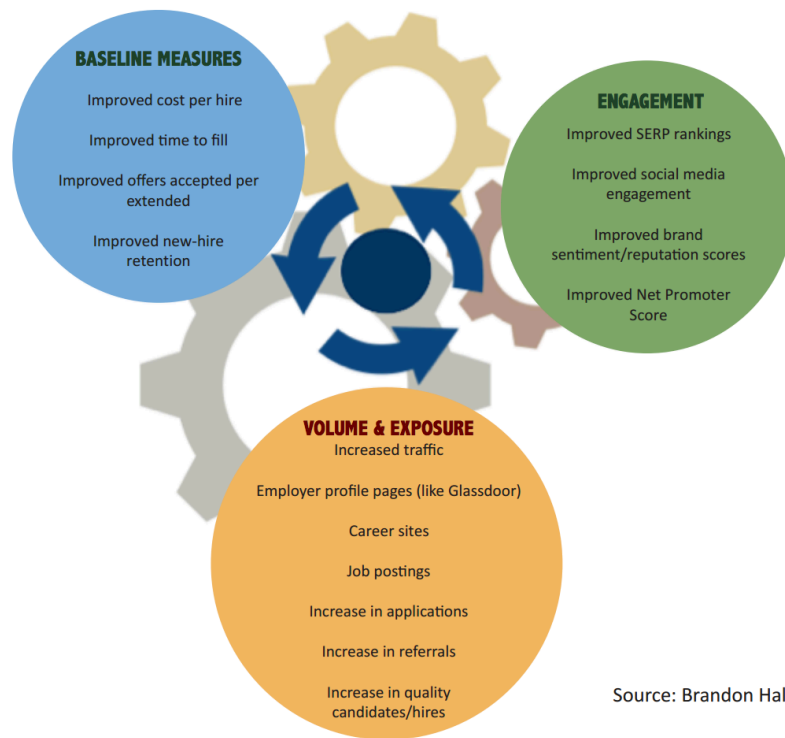 BASELINE MEASURES
Improved cost per hire
Improved time to fill
Improved offers accepted per
extended
Improved new-hire
retention
ENGAGEMENT
Improved SERP rankings
Improved social media
engagement
Improved brand
sentiment/reputation scores
Improved Net Promoter
Score
VOLUME & EXPOSURE
Increased traffic
Employer profile pages (like Glassdoor)
Career sites
Job postings
Increase in applications
Increase in referrals
Increase in quality
candidates/hires
Source: Brandon Hal